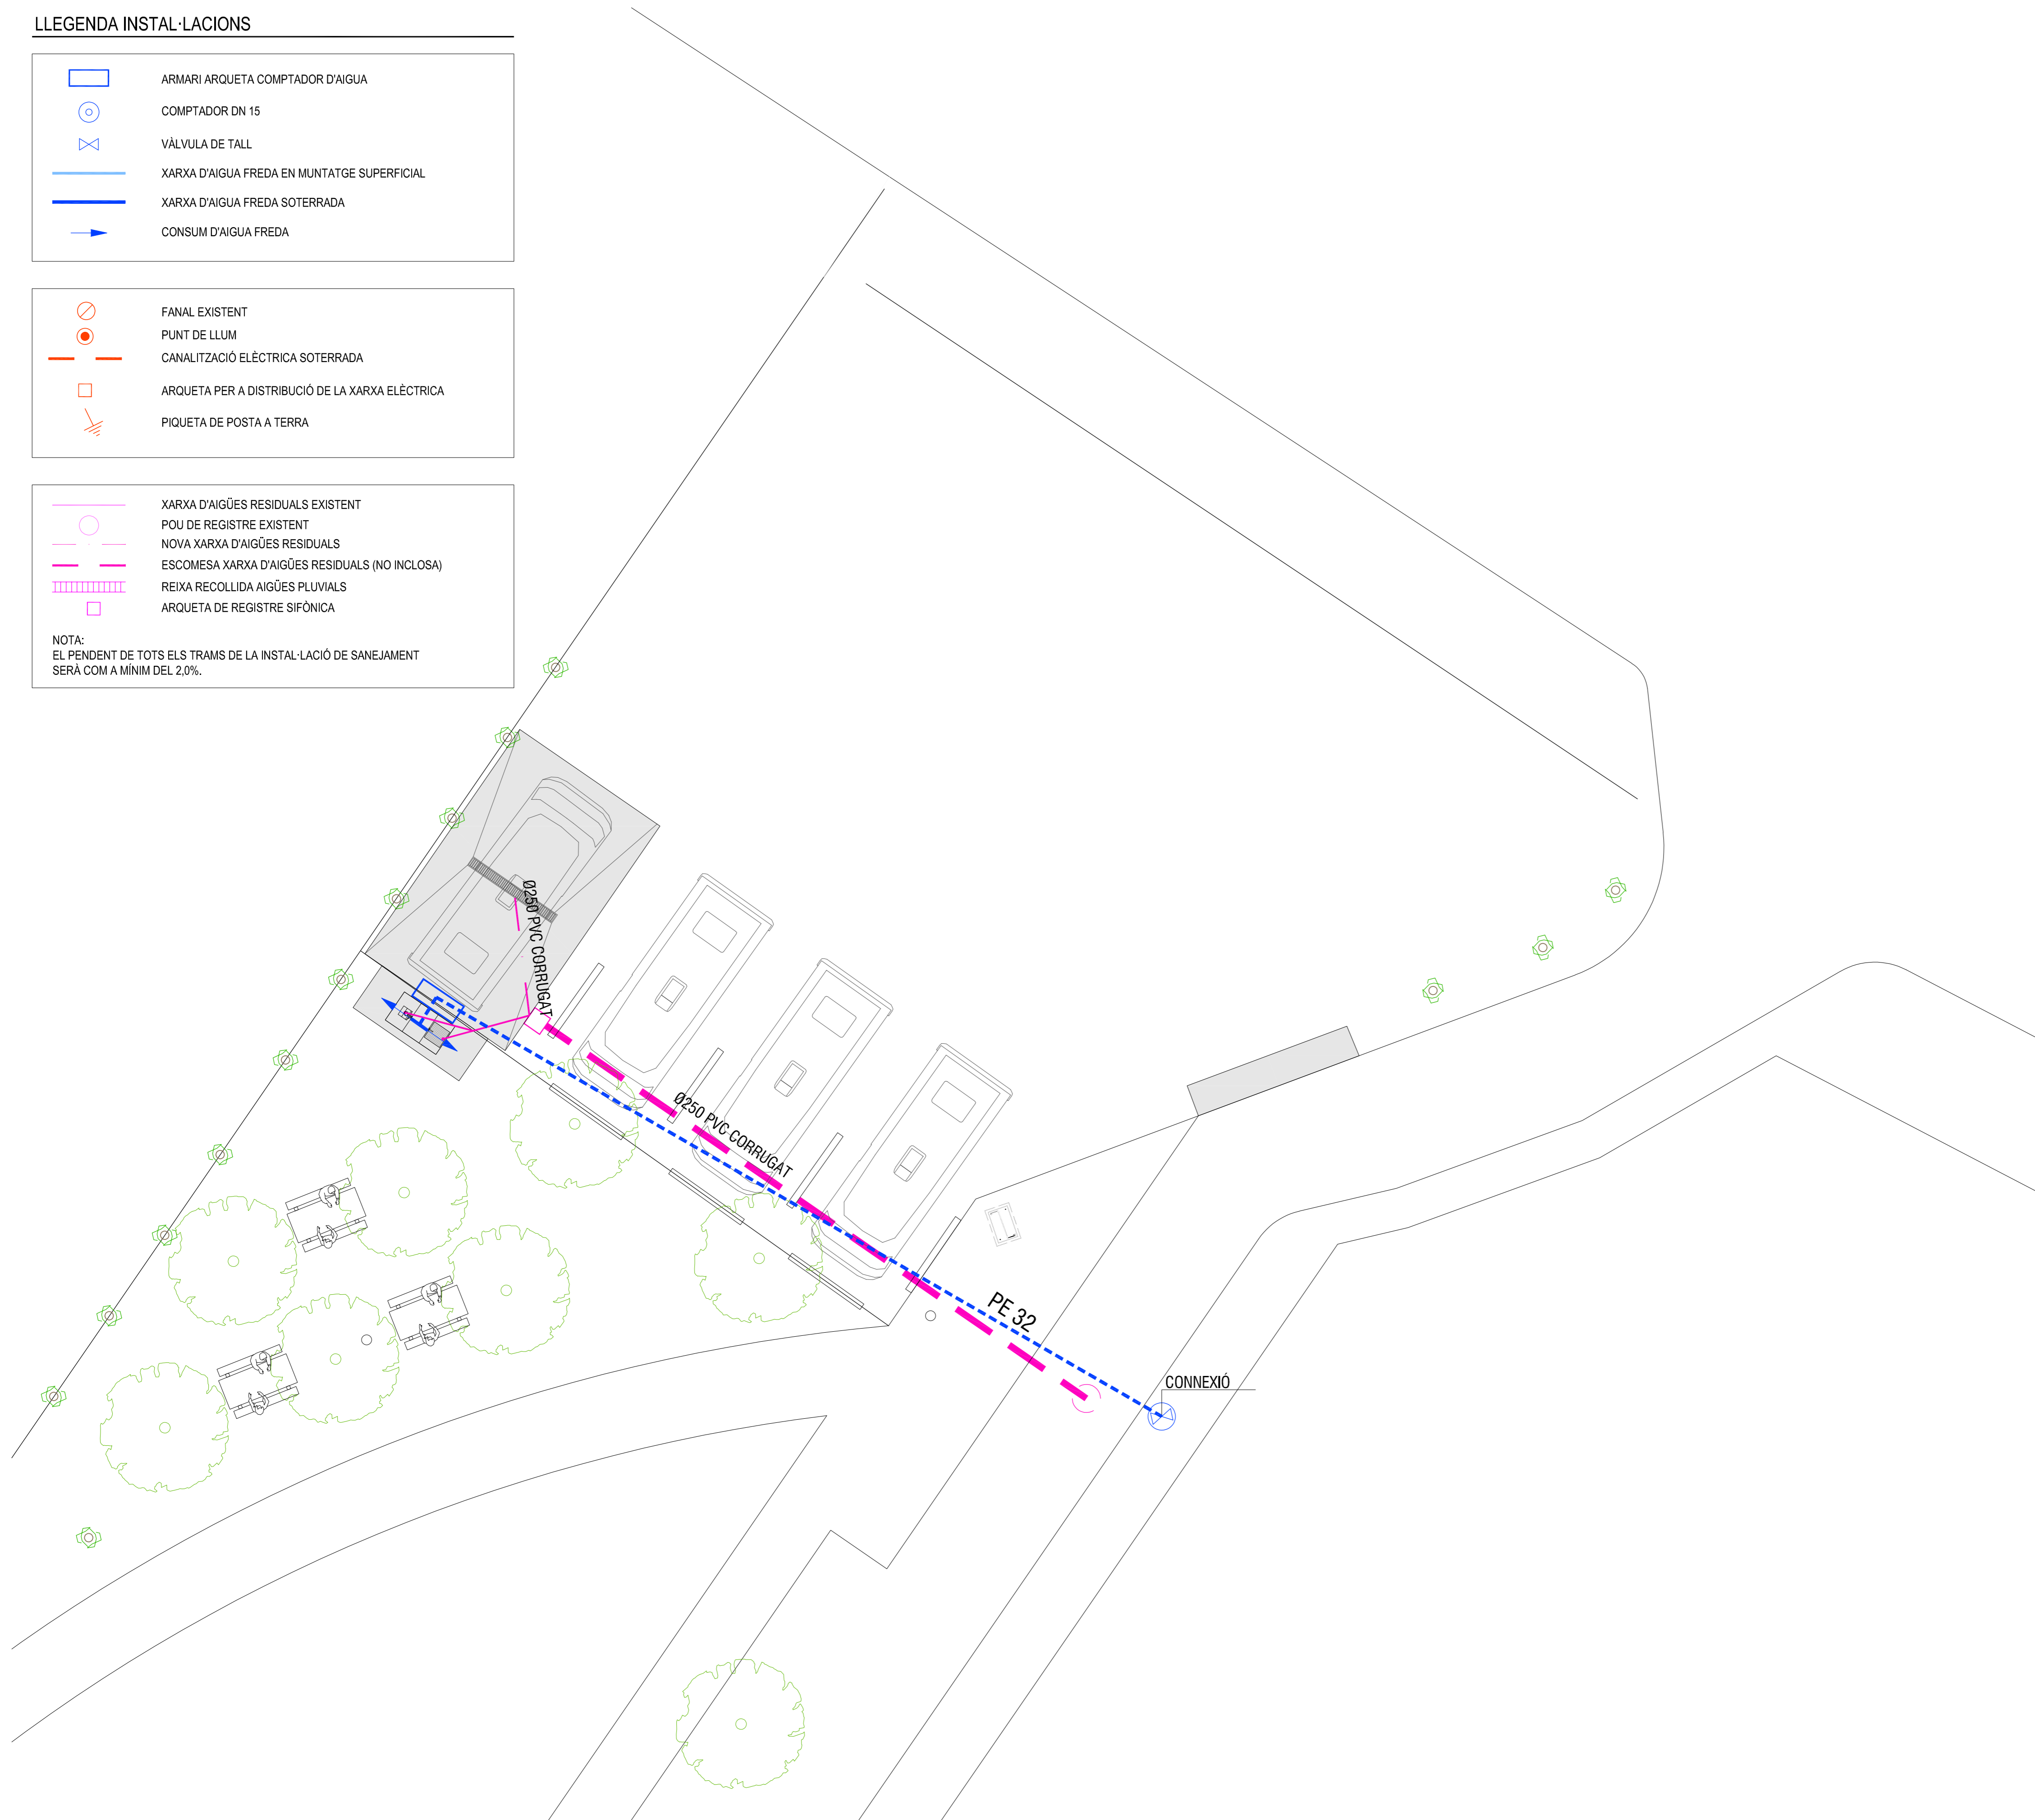 LLEGENDA INSTAL·LACIONS
ARMARI ARQUETA COMPTADOR D'AIGUA
COMPTADOR DN 15
VÀLVULA DE TALL
XARXA D'AIGUA FREDA EN MUNTATGE SUPERFICIAL
XARXA D'AIGUA FREDA SOTERRADA
CONSUM D'AIGUA FREDA
FANAL EXISTENT
PUNT DE LLUM
CANALITZACIÓ ELÈCTRICA SOTERRADA
ARQUETA PER A DISTRIBUCIÓ DE LA XARXA ELÈCTRICA
PIQUETA DE POSTA A TERRA
XARXA D'AIGÜES RESIDUALS EXISTENT
POU DE REGISTRE EXISTENT
NOVA XARXA D'AIGÜES RESIDUALS
ESCOMESA XARXA D'AIGÜES RESIDUALS (NO INCLOSA)
REIXA RECOLLIDA AIGÜES PLUVIALS
ARQUETA DE REGISTRE SIFÒNICA
NOTA:
EL PENDENT DE TOTS ELS TRAMS DE LA INSTAL·LACIÓ DE SANEJAMENT
SERÀ COM A MÍNIM DEL 2,0%.
Ø250 PVC CORRUGAT
Ø250 PVC CORRUGAT
PE 32
CONNEXIÓ